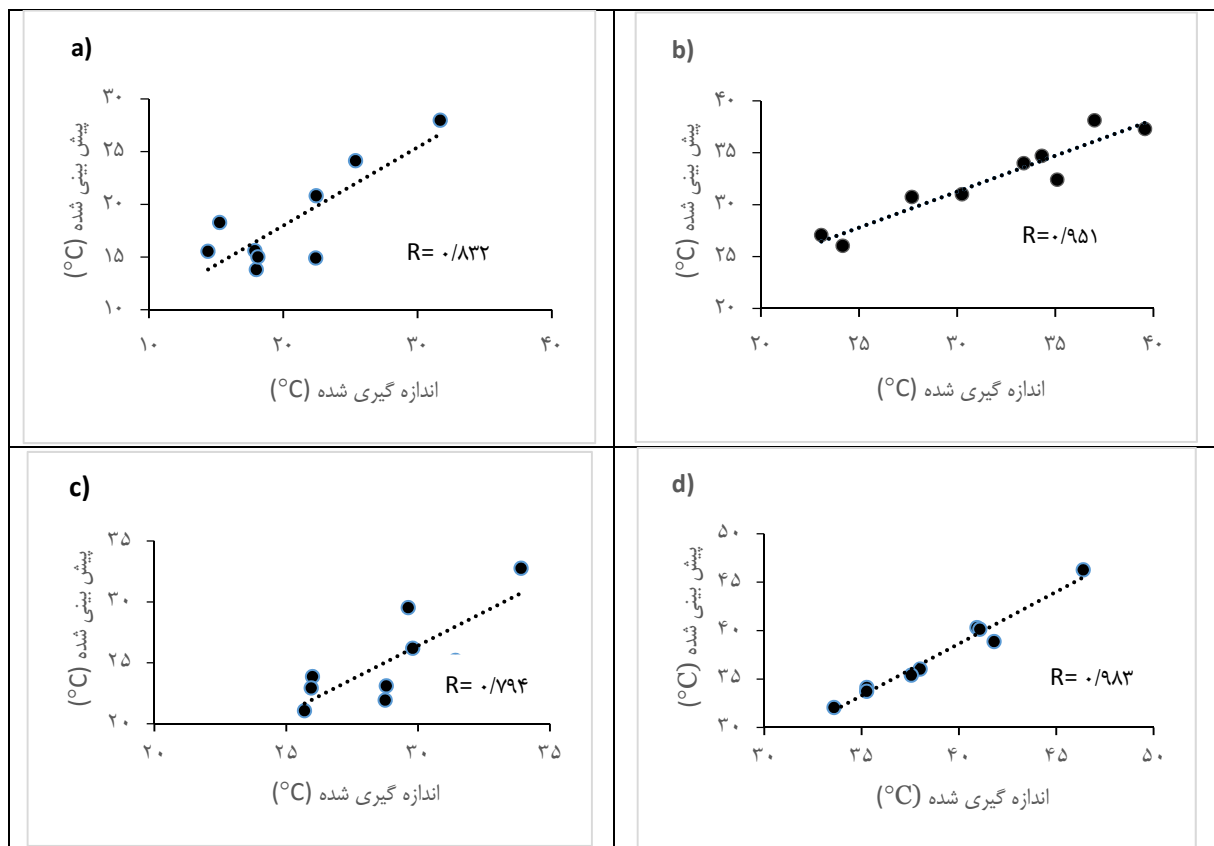 a)
پیش بینی شده (°C)
۳۰
۲۵
۲۰
۱۵
۱۰
۱۰ ۲۰ ۳۰ ۴۰
R= ۰/۸۳۲
اندازه گیری شده (°C)
b)
پیش بینی شده (°C)
۴۰
۳۵
۳۰
۲۵
۲۰
۲۰ ۲۵ ۳۰ ۳۵ ۴۰
R=۰/۹۵۱
اندازه گیری شده (°C)
c)
پیش بینی شده (°C)
۳۵
۳۰
۲۵
۲۰
۲۰ ۲۵ ۳۰ ۳۵
R= ۰/۷۹۴
اندازه گیری شده (°C)
d)
پیش بینی شده (°C)
۵۰
۴۵
۴۰
۳۵
۳۰
۳۰ ۳۵ ۴۰ ۴۵ ۵۰
R= ۰/۹۸۳
اندازه گیری شده (°C)